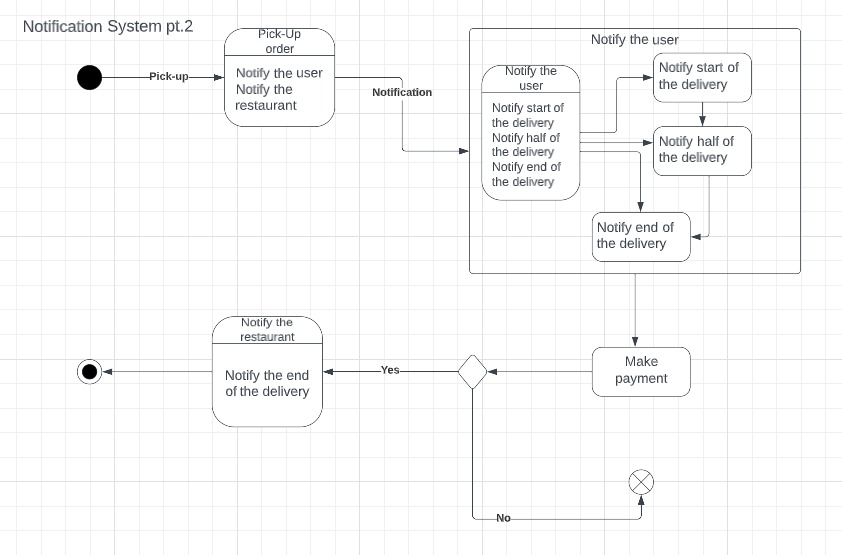 Notification System pt.2
Pick-Up
order
Notify the user
Notify the
restaurant
Pick-up
Notification
Notify the user
Notify the
user
Notify start of
the delivery
Notify half of
the delivery
Notify end of
the delivery
Notify start of
the delivery
Notify half of
the delivery
Notify end of
the delivery
Make
payment
Yes
Notify the
restaurant
Notify the end
of the delivery
No